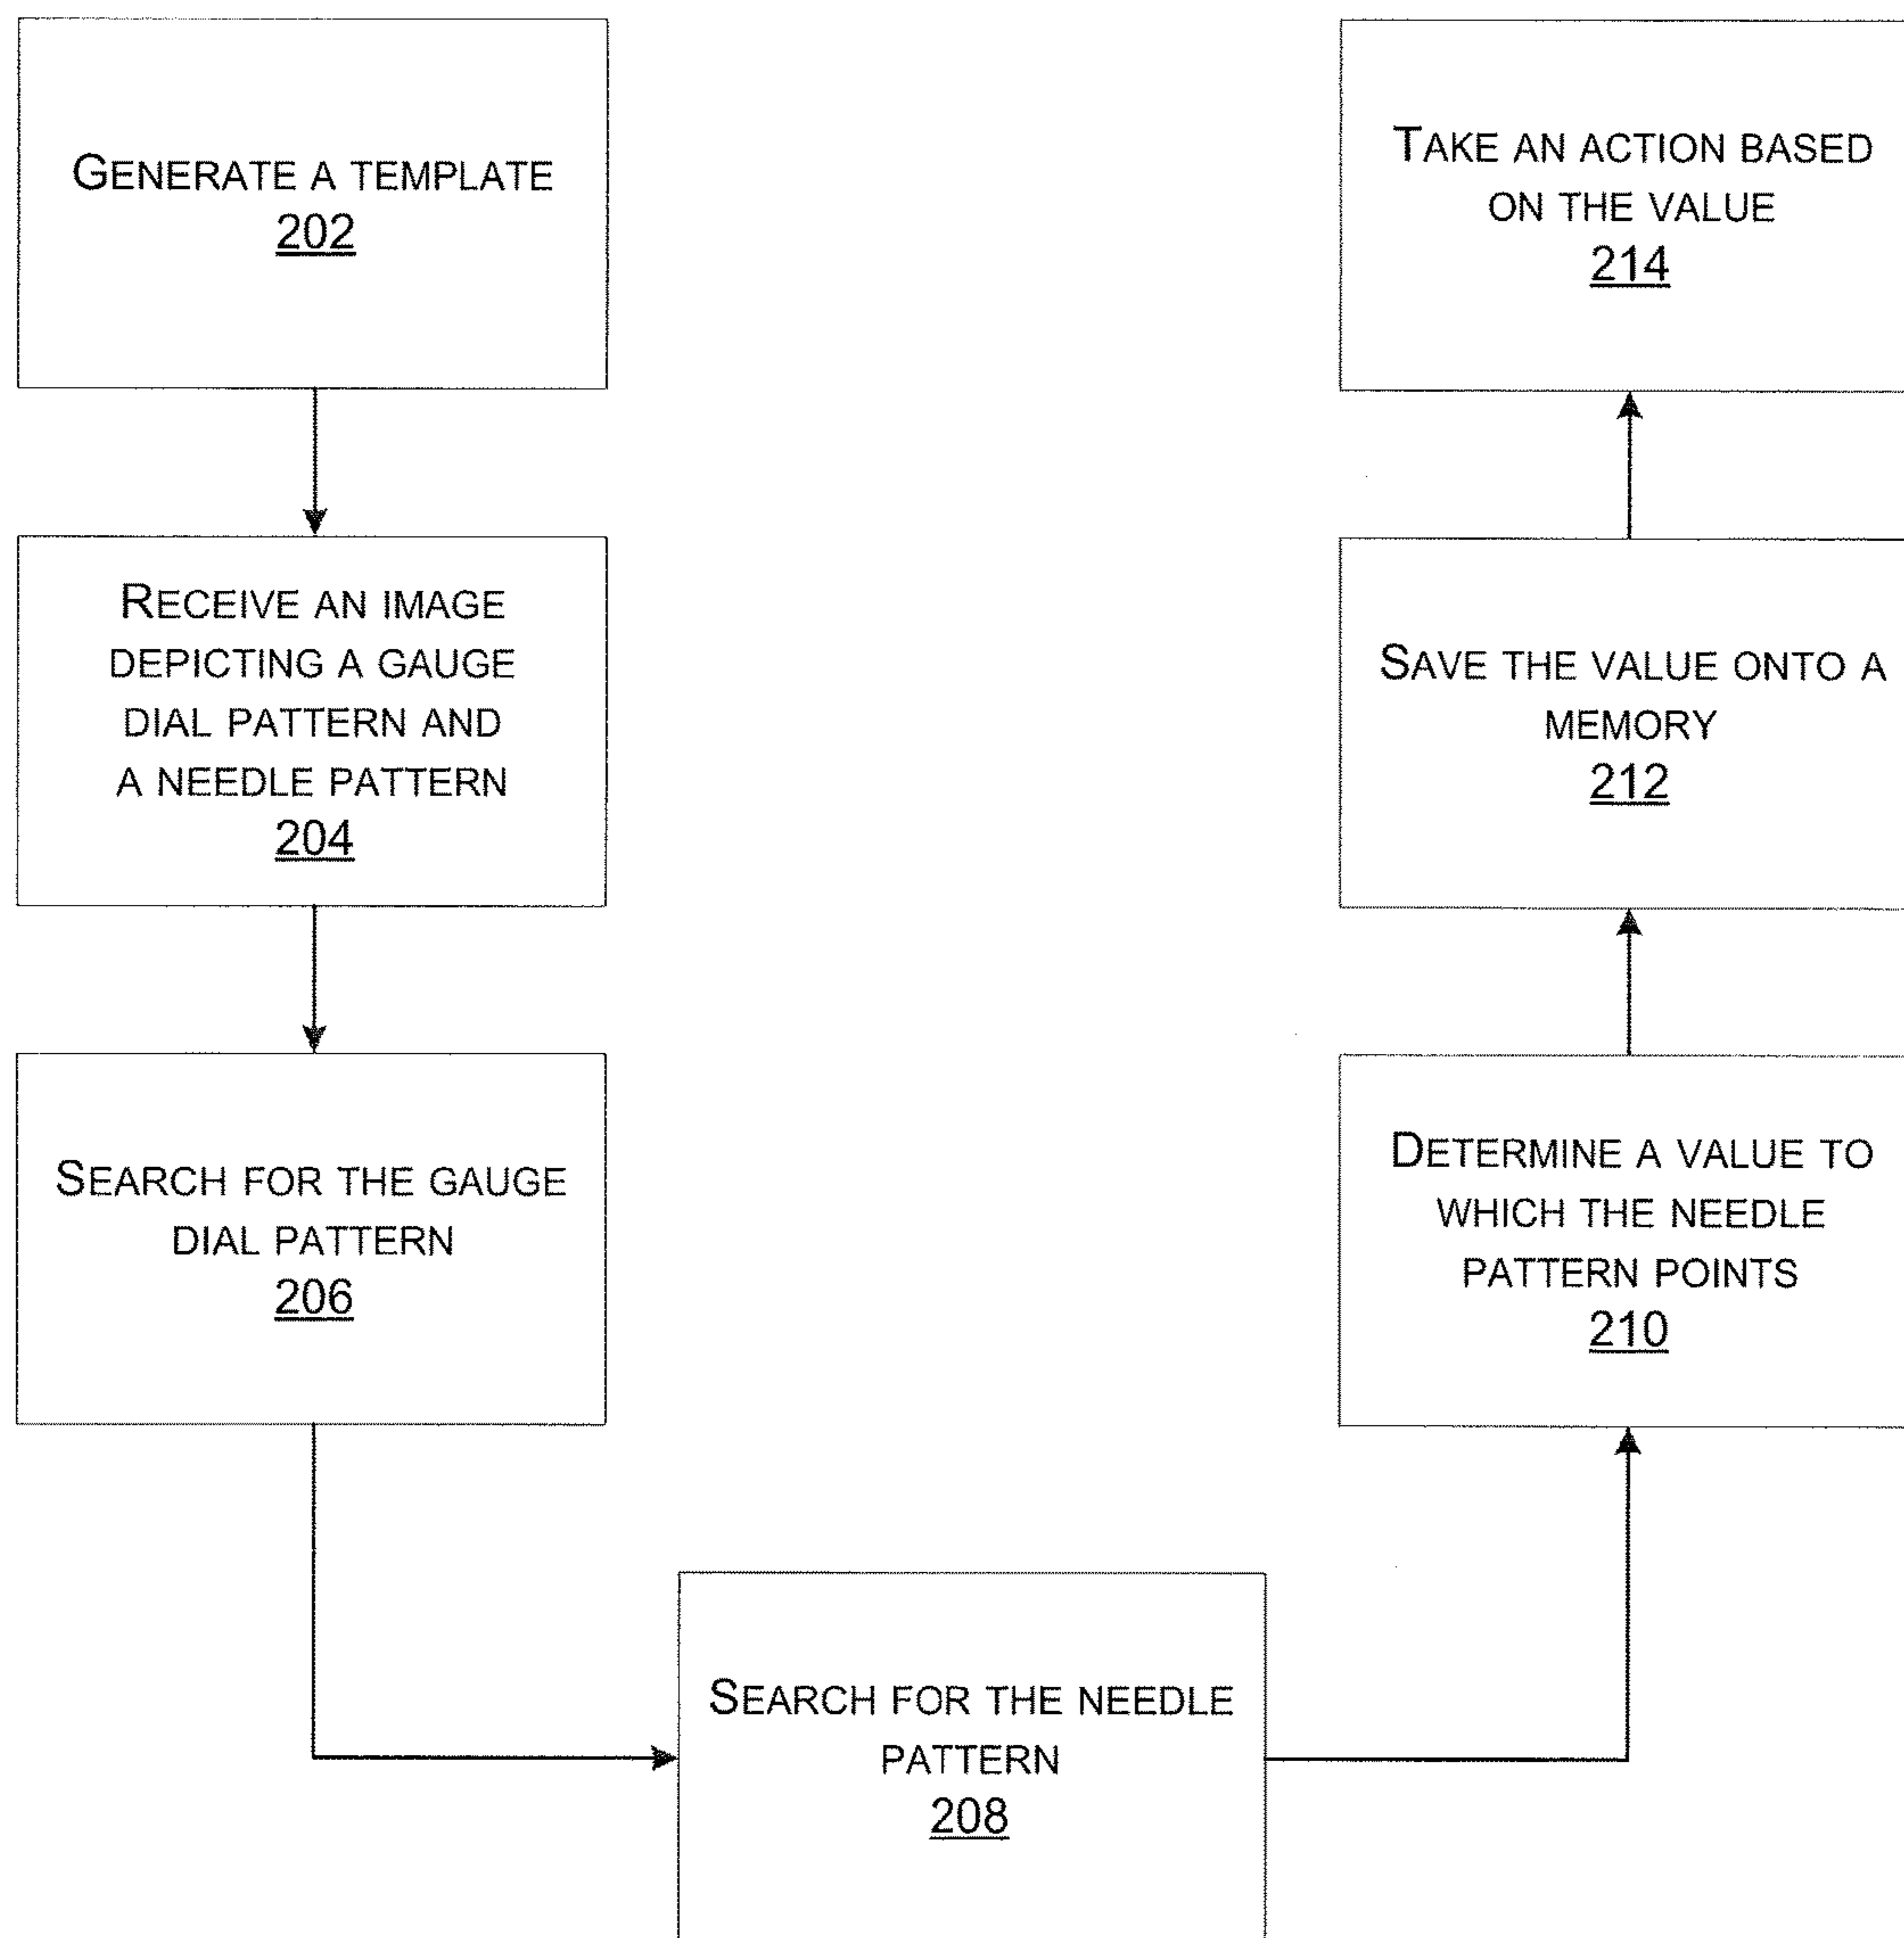 GENERATE A TEMPLATE
202
RECEIVE AN IMAGE
DEPICTING A GAUGE
DIAL PATTERN AND
A NEEDLE PATTERN
204
SEARCH FOR THE GAUGE
DIAL PATTERN
206
SEARCH FOR THE NEEDLE
PATTERN
208
DETERMINE A VALUE TO
WHICH THE NEEDLE
PATTERN POINTS
210
SAVE THE VALUE ONTO A
MEMORY
212
TAKE AN ACTION BASED
ON THE VALUE
214